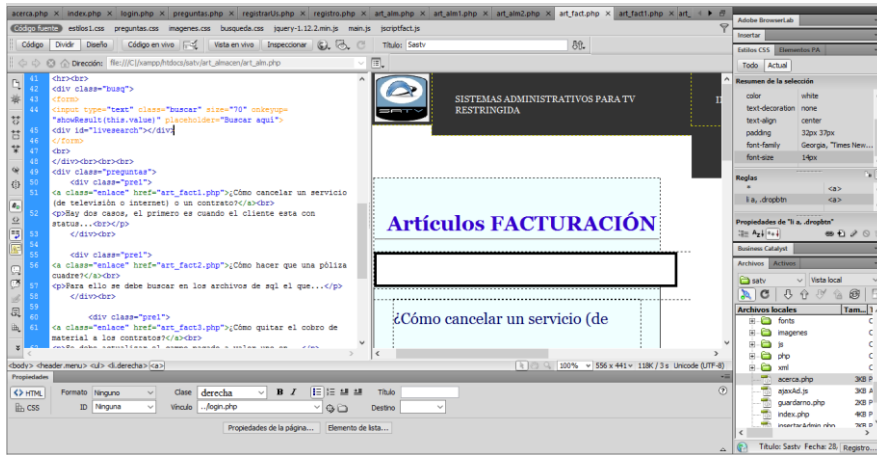 acerca.php × index.php × login.php × preguntas.php × registrarUs.php × registro.php × art_alm.php × art_alm1.php × art_alm2.php × art_fact.php × art_fact1.php × art_
Código fuente estilos1.css preguntas.css imagenes.css busqueda.css jquery-1.12.2.min.js main.js jscriptfact.js
Código Dividir Diseño Código en vivo Vista en vivo Inspeccionar Título: Sastv
Dirección: file:///C|/xampp/htdocs/satv/art_almacen/art_alm.php
41 <hr><br>
42 <div class="busq">
43 <form>
44 <input type="text" class="buscar" size="70" onkeyup=
"showResult(this.value)" placeholder="Buscar aquí">
45 <div id="livesearch"></div>
46 </form>
47 <br>
48 </div><br><br><br>
49 <div class="preguntas">
50 <div class="pre1">
51 <a class="enlace" href="art_fact1.php">¿Cómo cancelar un servicio
(de televisión o internet) o un contrato?</a><br>
52 <p>Hay dos casos, el primero es cuando el cliente esta con
status...<br></p>
53 </div><br>
54
55 <div class="pre1">
56 <a class="enlace" href="art_fact2.php">¿Cómo hacer que una póliza
cuadre?</a><br>
57 <p>Para ello se debe buscar en los archivos de sql el que...</p>
58 </div><br>
59
60 <div class="pre1">
61 <a class="enlace" href="art_fact3.php">¿Cómo quitar el cobro de
material a los contratos?</a><br>
SATV
SISTEMAS ADMINISTRATIVOS PARA TV
RESTRINGIDA
Artículos FACTURACIÓN
¿Cómo cancelar un servicio (de
<body> <header.menu> <ul> <li.derecha> <a>
100% 556 x 441 118K / 3 s Unicode (UTF-8)
Propiedades
<> HTML Formato Ninguno Clase derecha B I Título
CSS ID Ninguna Vínculo ../login.php Destino
Propiedades de la página... Elemento de lista...
Adobe BrowserLab
Insertar
Estilos CSS Elementos PA
Todo Actual
Resumen de la selección
color white
text-decoration none
text-align center
padding 32px 37px
font-family Georgia, "Times New...
font-size 14px
Reglas
* <a>
li a, .dropbtn <a>
Propiedades de "li a, .dropbtn"
Business Catalyst
Archivos Activos
satv Vista local
Archivos locales Tam...
fonts
imagenes
js
php
xml
acerca.php 3KB P
ajaxAd.js 3KB A
guardarno.php 2KB P
index.php 4KB P
insertarAdmin.php 2KB P
Título: Sastv Fecha: 28, Registro...